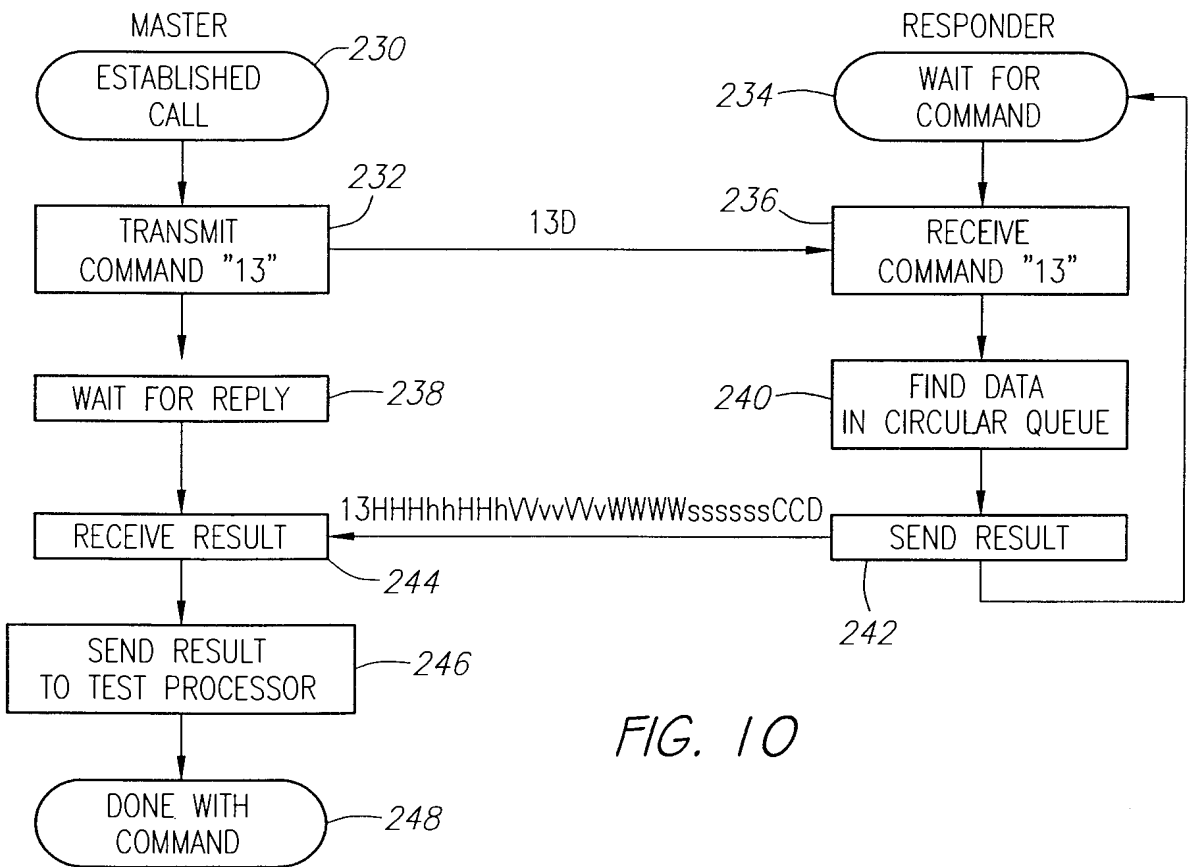 MASTER
RESPONDER
ESTABLISHED
CALL
230
234
WAIT FOR
COMMAND
232
TRANSMIT
COMMAND "13"
13D
236
RECEIVE
COMMAND "13"
WAIT FOR REPLY
238
240
FIND DATA
IN CIRCULAR QUEUE
RECEIVE RESULT
244
13HHHhhHHhVVvvVVvWWWWssssssCCD
SEND RESULT
242
SEND RESULT
TO TEST PROCESSOR
246
FIG. 10
DONE WITH
COMMAND
248